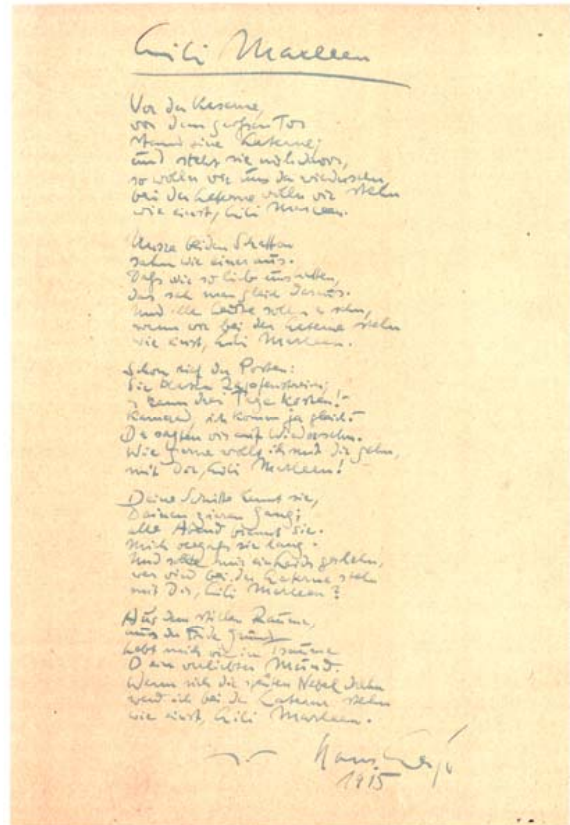 Lili Marleen
Vor der Kaserne,
vor dem großen Tor
stand eine Laterne;
und steht sie noch davor,
so wollen wir uns da wiedersehn,
bei der Laterne wollen wir stehn
wie einst, Lili Marleen.
Unsre beiden Schatten
sahn wie einer aus.
Daß wir so lieb uns hatten,
das sah man gleich daraus.
Und alle Leute solln es sehn,
wenn wir bei der Laterne stehn
wie einst, Lili Marleen.
Schon rief der Posten:
Sie blasen Zapfenstreich;
es kann drei Tage kosten!
Kamerad, ich komm ja gleich.
Da sagten wir auf Wiedersehn.
Wie gerne wollt ich mit dir gehn,
mit Dir, Lili Marleen!
Deine Schritte kennt sie,
Deinen zieren Gang;
alle Abend brennt sie.
Mich vergaß sie lang.
Und sollte mir ein Leids geschehn,
wer wird bei der Laterne stehn
mit Dir, Lili Marleen?
Aus dem stillen Raume,
aus der Erde Grund
hebt mich wie im Traume
Dein verliebter Mund.
Wenn sich die späten Nebel drehn
werd ich bei der Laterne stehn
wie einst, Lili Marleen.
Hans Leip
1915